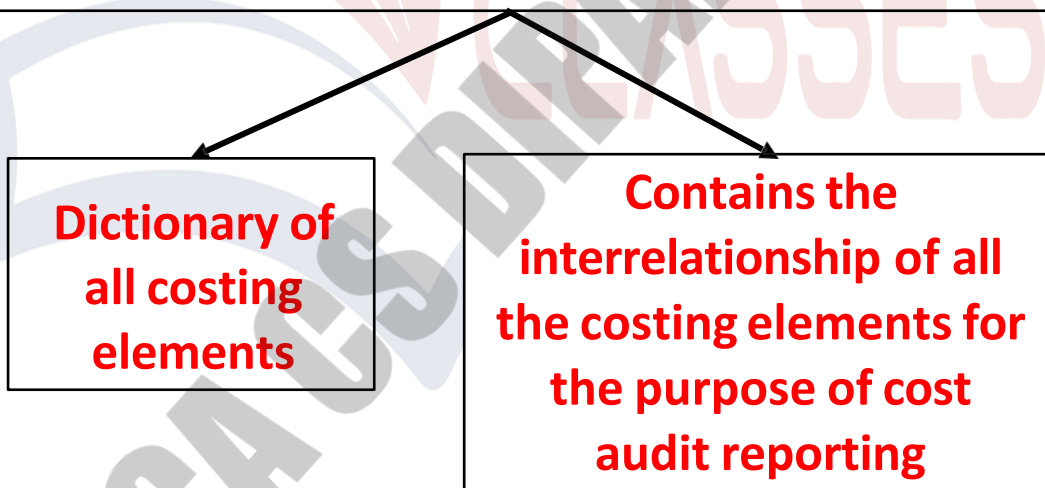 CLASSES
Dictionary of
all costing
elements
Contains the
interrelationship of all
the costing elements for
the purpose of cost
audit reporting